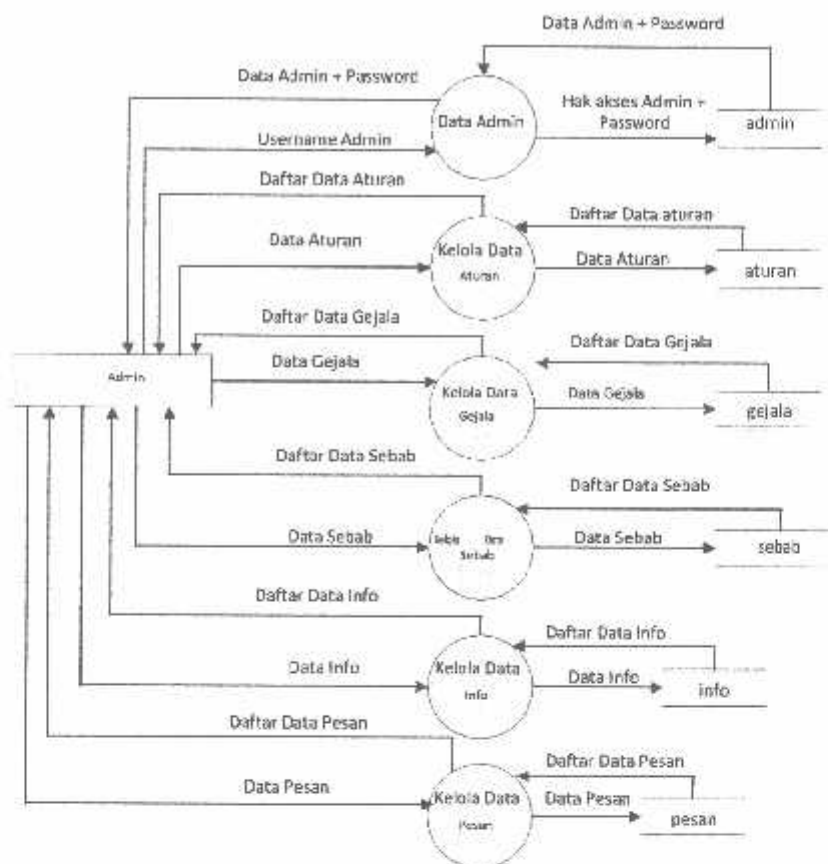 Data Admin + Password
Data Admin + Password
Data Admin
Hak akses Admin +
Password
admin
Username Admin
Daftar Data Aturan
Daftar Data aturan
Data Aturan
Kelola Data
Aturan
Data Aturan
aturan
Daftar Data Gejala
Daftar Data Gejala
Admin
Data Gejala
Kelola Data
Gejala
Data Gejala
gejala
Daftar Data Sebab
Daftar Data Sebab
Data Sebab
Sebab
Data Sebab
sebab
Daftar Data Info
Daftar Data Info
Data Info
Kelola Data
Info
Data Info
info
Daftar Data Pesan
Daftar Data Pesan
Data Pesan
Kelola Data
Pesan
Data Pesan
pesan